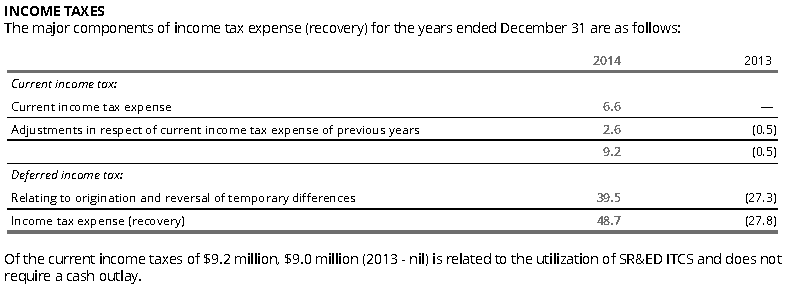 INCOME TAXES
The major components of income tax expense (recovery) for the years ended December 31 are as follows:
2014 2013
Current income tax:
Current income tax expense 6.6 —
Adjustments in respect of current income tax expense of previous years 2.6 (0.5)
9.2 (0.5)
Deferred income tax:
Relating to origination and reversal of temporary differences 39.5 (27.3)
Income tax expense (recovery) 48.7 (27.8)
Of the current income taxes of $9.2 million, $9.0 million (2013 - nil) is related to the utilization of SR&ED ITCS and does not
require a cash outlay.